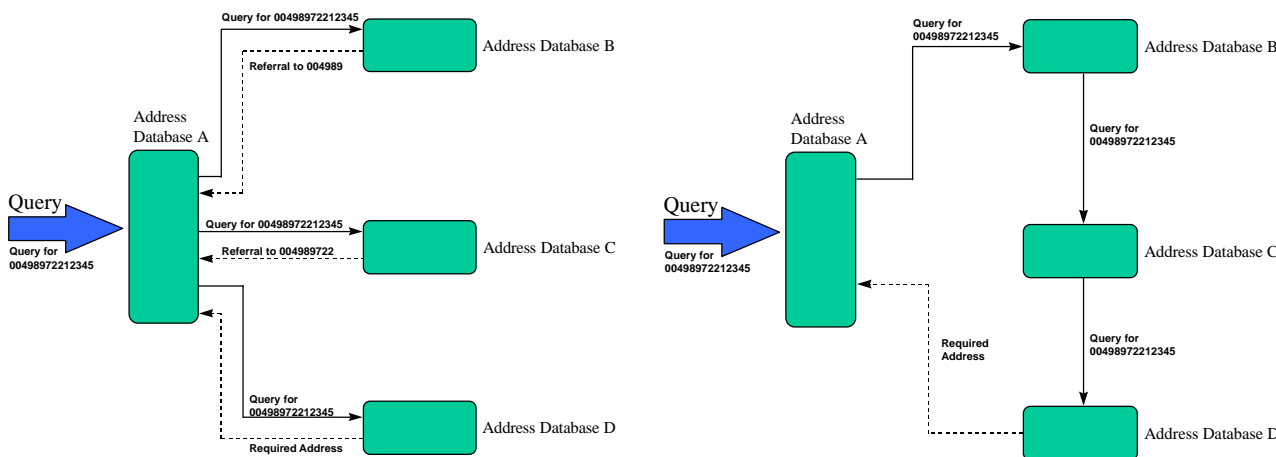 Query for 00498972212345
Address Database B
Referral to 004989
Address
Database A
Query
Query for
00498972212345
Query for 00498972212345
Address Database C
Referral to 004989722
Query for
00498972212345
Address Database D
Required Address
Query for
00498972212345
Address Database B
Address
Database A
Query for
00498972212345
Query
Query for
00498972212345
Address Database C
Required
Address
Query for
00498972212345
Address Database D